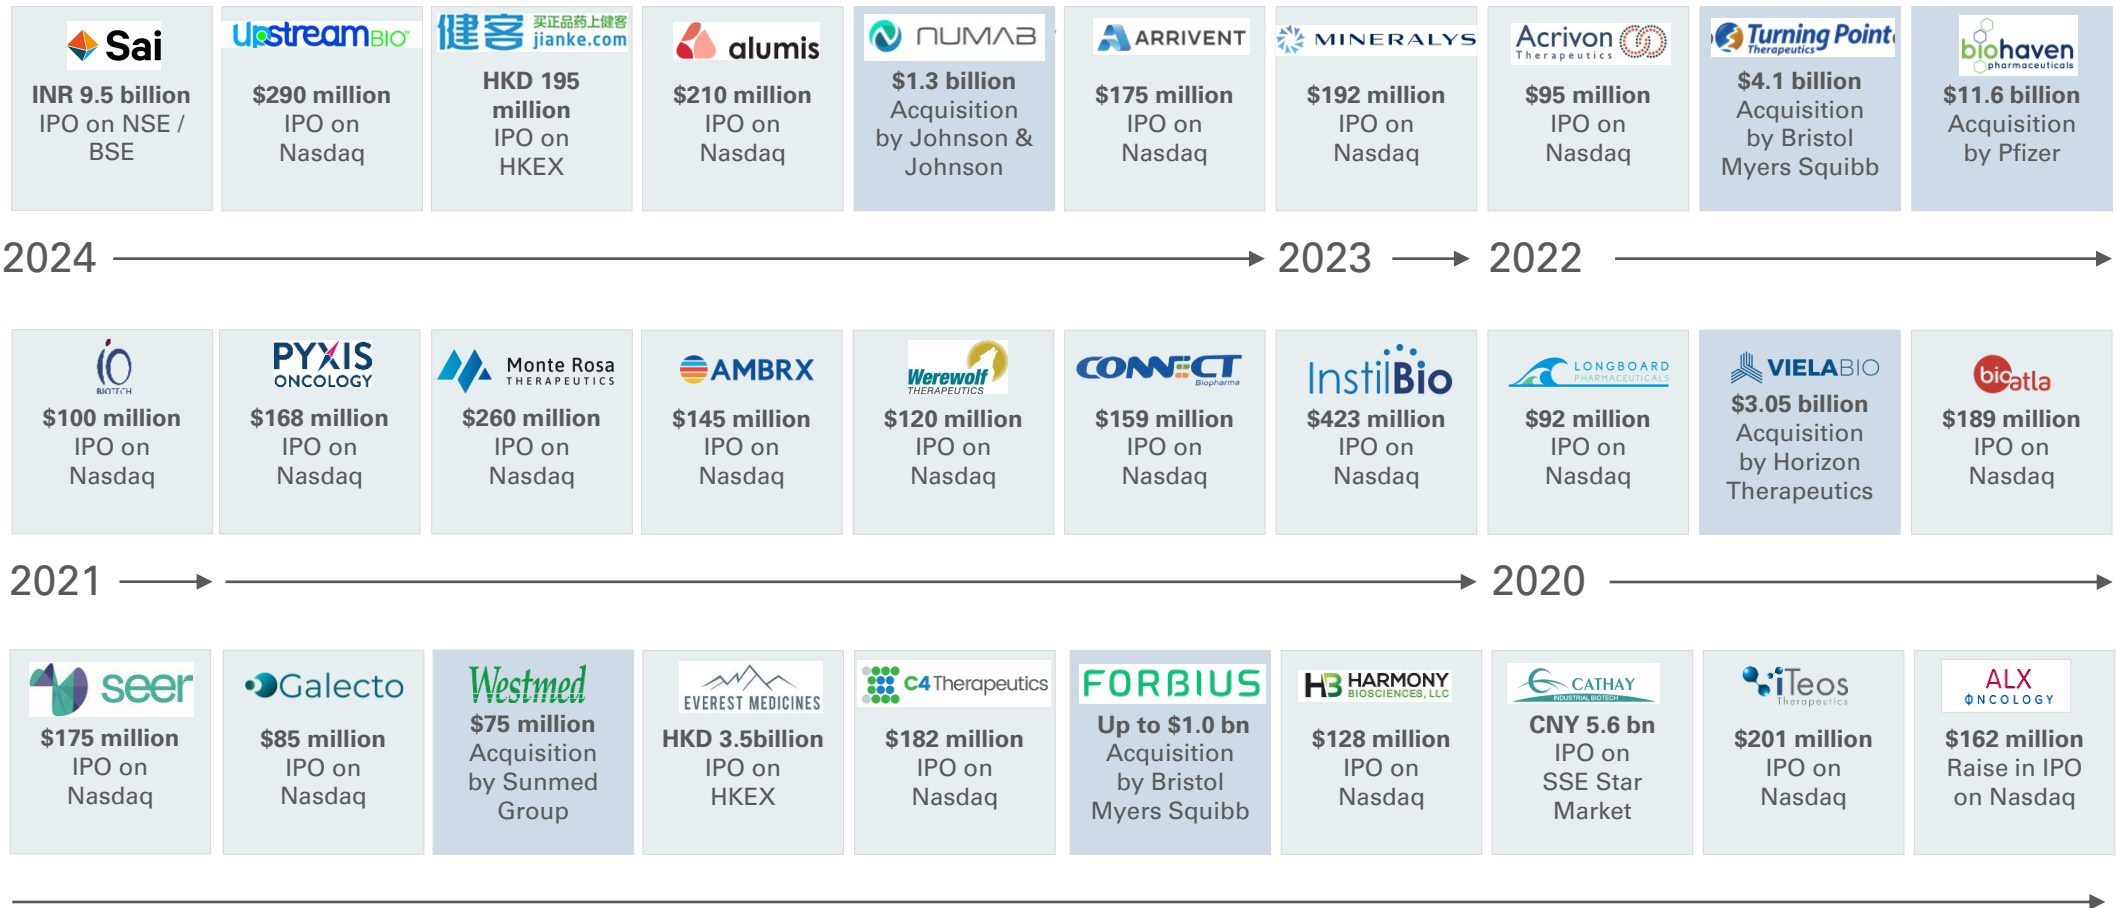 Sai
INR 9.5 billion
IPO on NSE /
BSE
UpstreamBIO
$290 million
IPO on
Nasdaq
健客 买正品药上健客
jianke.com
HKD 195
million
IPO on
HKEX
alumis
$210 million
IPO on
Nasdaq
NUMAB
$1.3 billion
Acquisition
by Johnson &
Johnson
ARRIVENT
$175 million
IPO on
Nasdaq
MINERALYS
$192 million
IPO on
Nasdaq
Acrivon
Therapeutics
$95 million
IPO on
Nasdaq
Turning Point
Therapeutics
$4.1 billion
Acquisition
by Bristol
Myers Squibb
biohaven
pharmaceuticals
$11.6 billion
Acquisition
by Pfizer
2024
2023
2022
iO
BIOTECH
$100 million
IPO on
Nasdaq
PYXIS
ONCOLOGY
$168 million
IPO on
Nasdaq
Monte Rosa
THERAPEUTICS
$260 million
IPO on
Nasdaq
AMBRX
$145 million
IPO on
Nasdaq
Werewolf
THERAPEUTICS
$120 million
IPO on
Nasdaq
CONNECT
Biopharma
$159 million
IPO on
Nasdaq
InstilBio
$423 million
IPO on
Nasdaq
LONGBOARD
PHARMACEUTICALS
$92 million
IPO on
Nasdaq
VIELABIO
$3.05 billion
Acquisition
by Horizon
Therapeutics
bioatla
$189 million
IPO on
Nasdaq
2021
2020
seer
$175 million
IPO on
Nasdaq
Galecto
$85 million
IPO on
Nasdaq
Westmed
$75 million
Acquisition
by Sunmed
Group
EVEREST MEDICINES
HKD 3.5billion
IPO on
HKEX
C4 Therapeutics
$182 million
IPO on
Nasdaq
FORBIUS
Up to $1.0 bn
Acquisition
by Bristol
Myers Squibb
HB HARMONY
BIOSCIENCES, LLC
$128 million
IPO on
Nasdaq
CATHAY
INDUSTRIAL BIOTECH
CNY 5.6 bn
IPO on
SSE Star
Market
iTeos
Therapeutics
$201 million
IPO on
Nasdaq
ALX
ONCOLOGY
$162 million
Raise in IPO
on Nasdaq